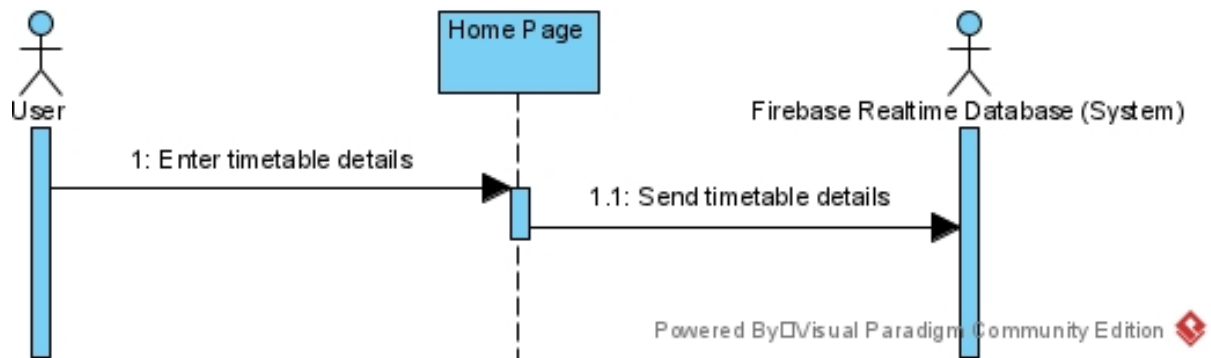 Home Page
User
Firebase Realtime Database (System)
1: Enter timetable details
1.1: Send timetable details
Powered By□Visual Paradigm Community Edition